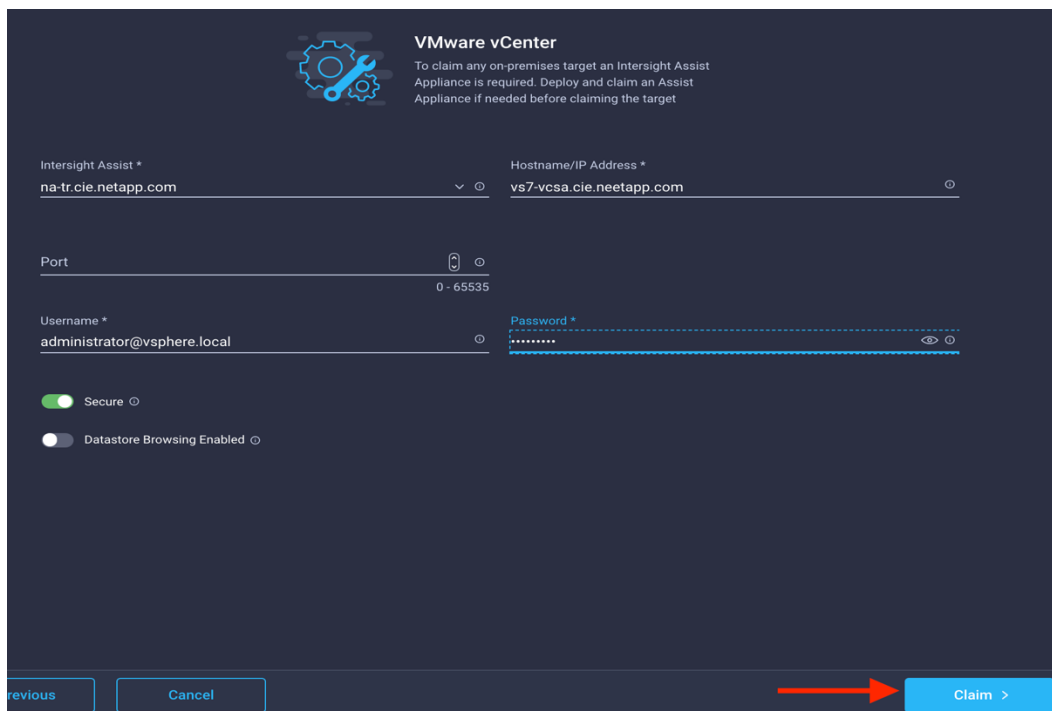 VMware vCenter
To claim any on-premises target an Intersight Assist
Appliance is required. Deploy and claim an Assist
Appliance if needed before claiming the target
Intersight Assist *
na-tr.cie.netapp.com
Hostname/IP Address *
vs7-vcsa.cie.neetapp.com
Port
0 - 65535
Username *
administrator@vsphere.local
Password *
•••••••••
Secure
Datastore Browsing Enabled
revious
Cancel
Claim >